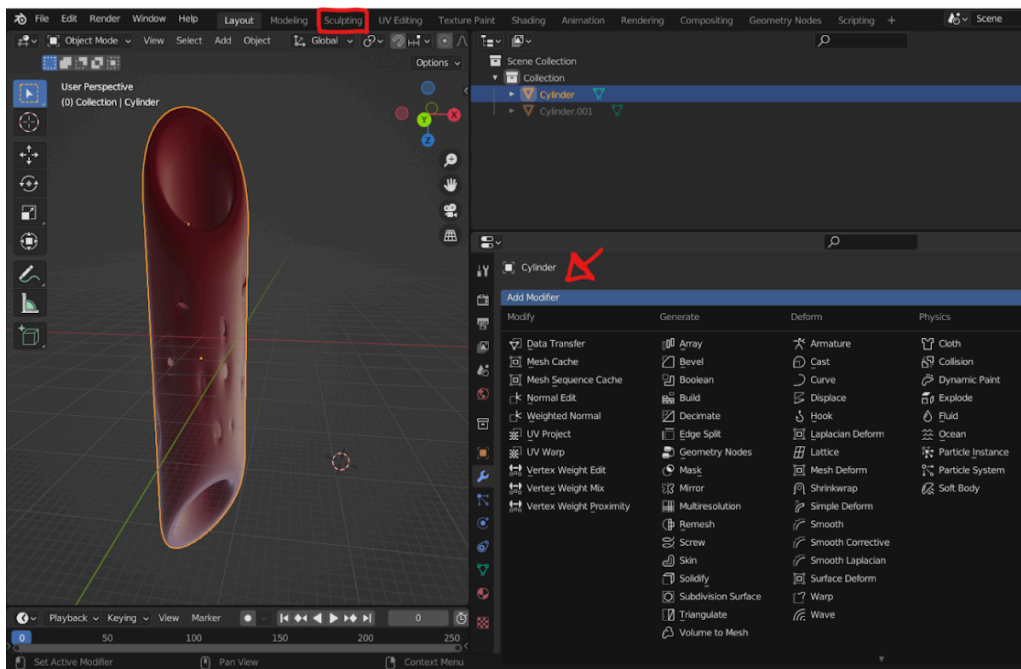 File Edit Render Window Help Layout Modeling Sculpting UV Editing Texture Paint Shading Animation Rendering Compositing Geometry Nodes Scripting + Scene
Object Mode View Select Add Object Global
Options
User Perspective
(0) Collection | Cylinder
X
Y
Z
Scene Collection
Collection
Cylinder
Cylinder.001
Cylinder
Add Modifier
Modify Generate Deform Physics
Data Transfer Array Armature Cloth
Mesh Cache Bevel Cast Collision
Mesh Sequence Cache Boolean Curve Dynamic Paint
Normal Edit Build Displace Explode
Weighted Normal Decimate Hook Fluid
UV Project Edge Split Laplacian Deform Ocean
UV Warp Geometry Nodes Lattice Particle Instance
Vertex Weight Edit Mask Mesh Deform Particle System
Vertex Weight Mix Mirror Shrinkwrap Soft Body
Vertex Weight Proximity Multiresolution Simple Deform
Remesh Smooth
Screw Smooth Corrective
Skin Smooth Laplacian
Solidify Surface Deform
Subdivision Surface Warp
Triangulate Wave
Volume to Mesh
Playback Keying View Marker 0
0 50 100 150 200 250
Set Active Modifier Pan View Context Menu